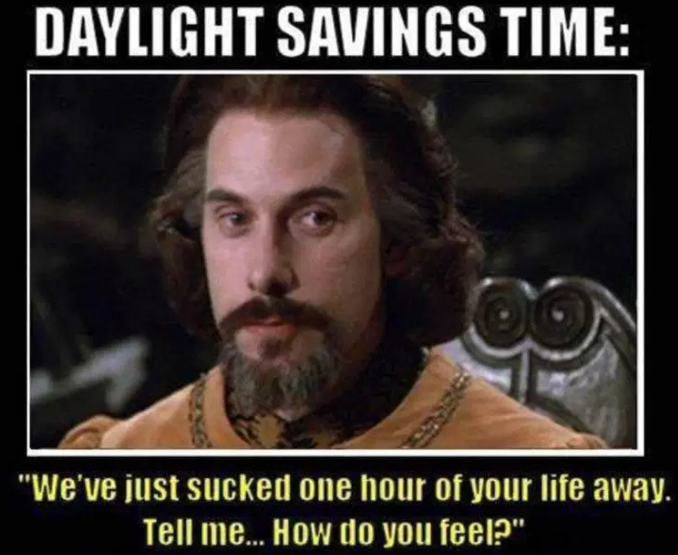 DAYLIGHT SAVINGS TIME:
"We've just sucked one hour of your life away.
Tell me... How do you feel?"